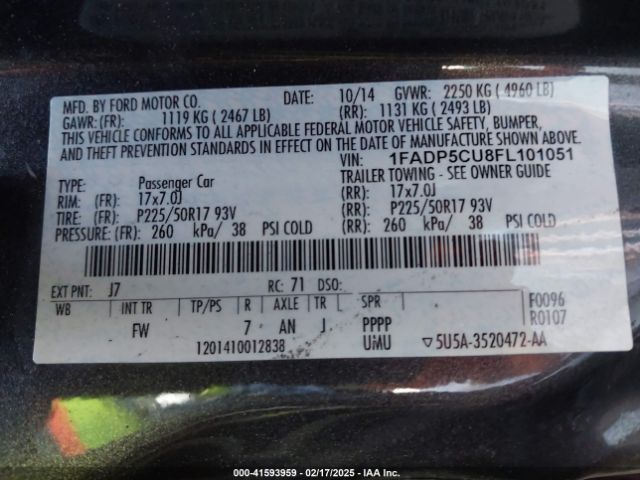 MFD. BY FORD MOTOR CO. DATE: 10/14 GVWR: 2250 KG ( 4960 LB)
GAWR: (FR): 1119 KG ( 2467 LB) (RR): 1131 KG ( 2493 LB)
THIS VEHICLE CONFORMS TO ALL APPLICABLE FEDERAL MOTOR VEHICLE SAFETY, BUMPER,
AND THEFT PREVENTION STANDARDS IN EFFECT ON THE DATE OF MANUFACTURE SHOWN ABOVE.
VIN: 1FADP5CU8FL101051
TYPE: Passenger Car TRAILER TOWING - SEE OWNER GUIDE
RIM: (FR): 17x7.0J (RR): 17x7.0J
TIRE: (FR): P225/50R17 93V (RR): P225/50R17 93V
PRESSURE: (FR): 260 kPa/ 38 PSI COLD (RR): 260 kPa/ 38 PSI COLD
EXT PNT: J7 RC: 71 DSO:
WB INT TR TP/PS R AXLE TR SPR F0096
FW 7 AN J PPPP R0107
1201410012838 UMU ▽5U5A-3520472-AA
000-41593959 - 02/17/2025 - IAA Inc.